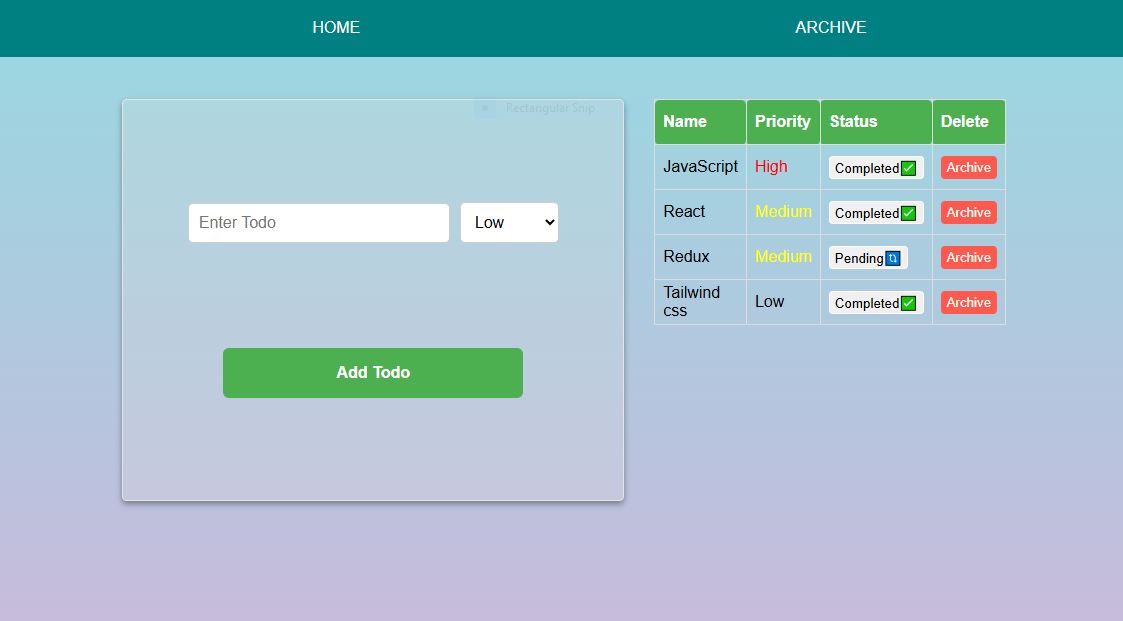 HOME ARCHIVE
Rectangular Snip
Enter Todo Low
Add Todo
Name Priority Status Delete
JavaScript High Completed✅ Archive
React Medium Completed✅ Archive
Redux Medium Pending🔃 Archive
Tailwind
css Low Completed✅ Archive